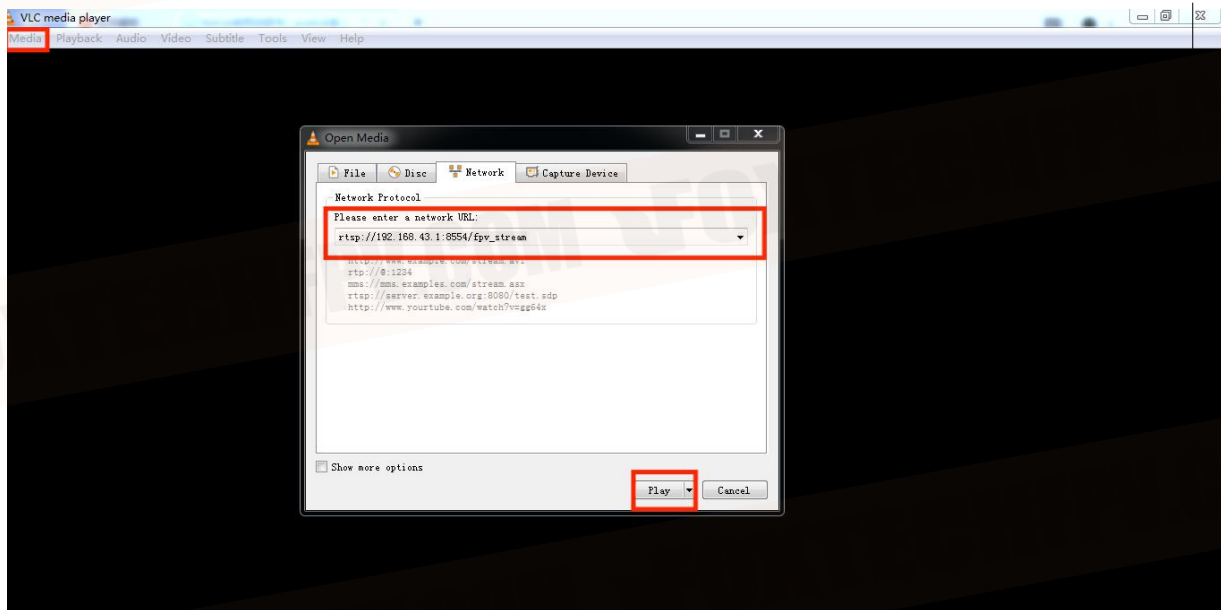 VLC media player
Media Playback Audio Video Subtitle Tools View Help
Open Media
File Disc Network Capture Device
Network Protocol
Please enter a network URL:
rtsp://192.168.43.1:8554/fpv_stream
http://www.example.com/stream.avi
rtp://@:1234
mms://mms.examples.com/stream.asx
rtsp://server.example.org:8080/test.sdp
http://www.yourtube.com/watch?v=gg64x
Show more options
Play Cancel